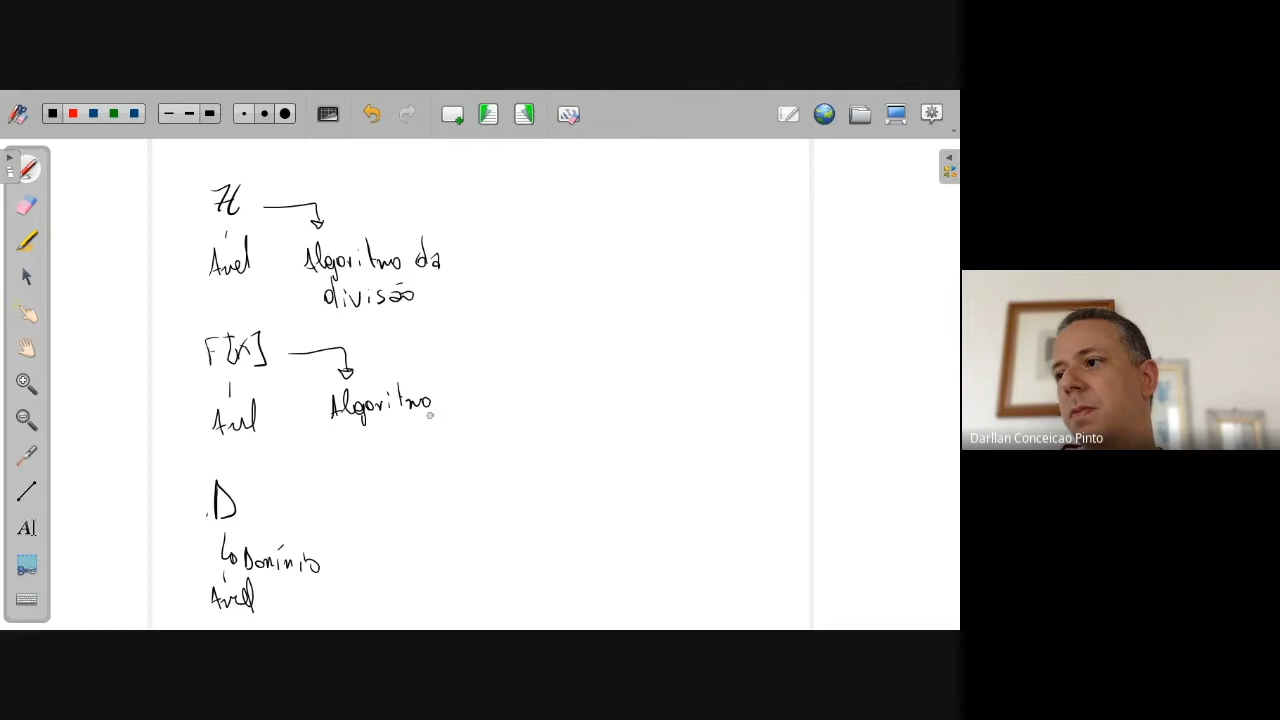 ℤ
Anel Algoritmo da
divisão
F[x]
Anel Algoritmo
D
↳ Domínio
Anel
Darllan Conceicao Pinto